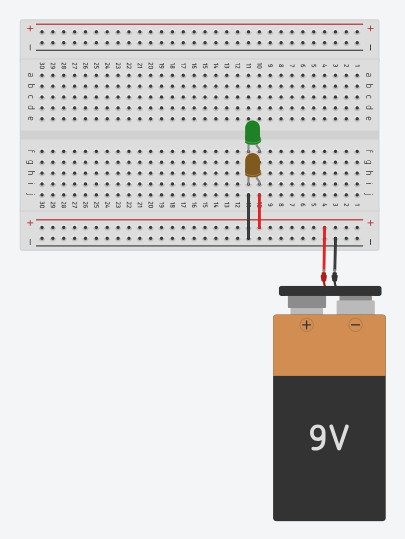 + +
− −
30 29 28 27 26 25 24 23 22 21 20 19 18 17 16 15 14 13 12 11 10 9 8 7 6 5 4 3 2 1
a a
b b
c c
d d
e e
f f
g g
h h
i i
j j
30 29 28 27 26 25 24 23 22 21 20 19 18 17 16 15 14 13 12 11 10 9 8 7 6 5 4 3 2 1
+ +
− −
+ −
9V